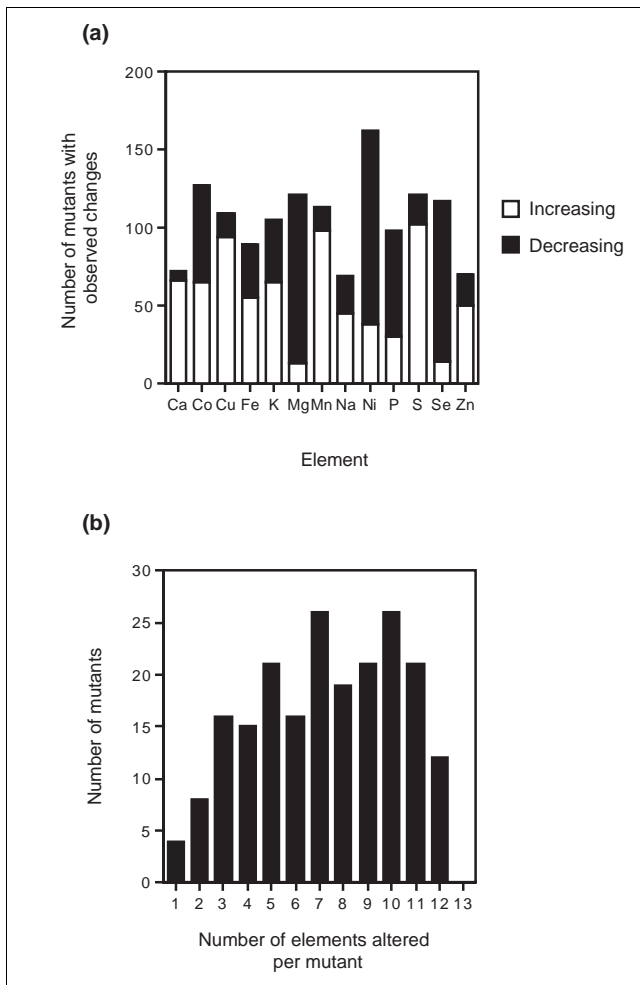 (a)
200
150
100
50
0
Number of mutants with
observed changes
Increasing
Decreasing
Ca Co Cu Fe K Mg Mn Na Ni P S Se Zn
Element
(b)
30
25
20
15
10
5
0
Number of mutants
1 2 3 4 5 6 7 8 9 10 11 12 13
Number of elements altered
per mutant